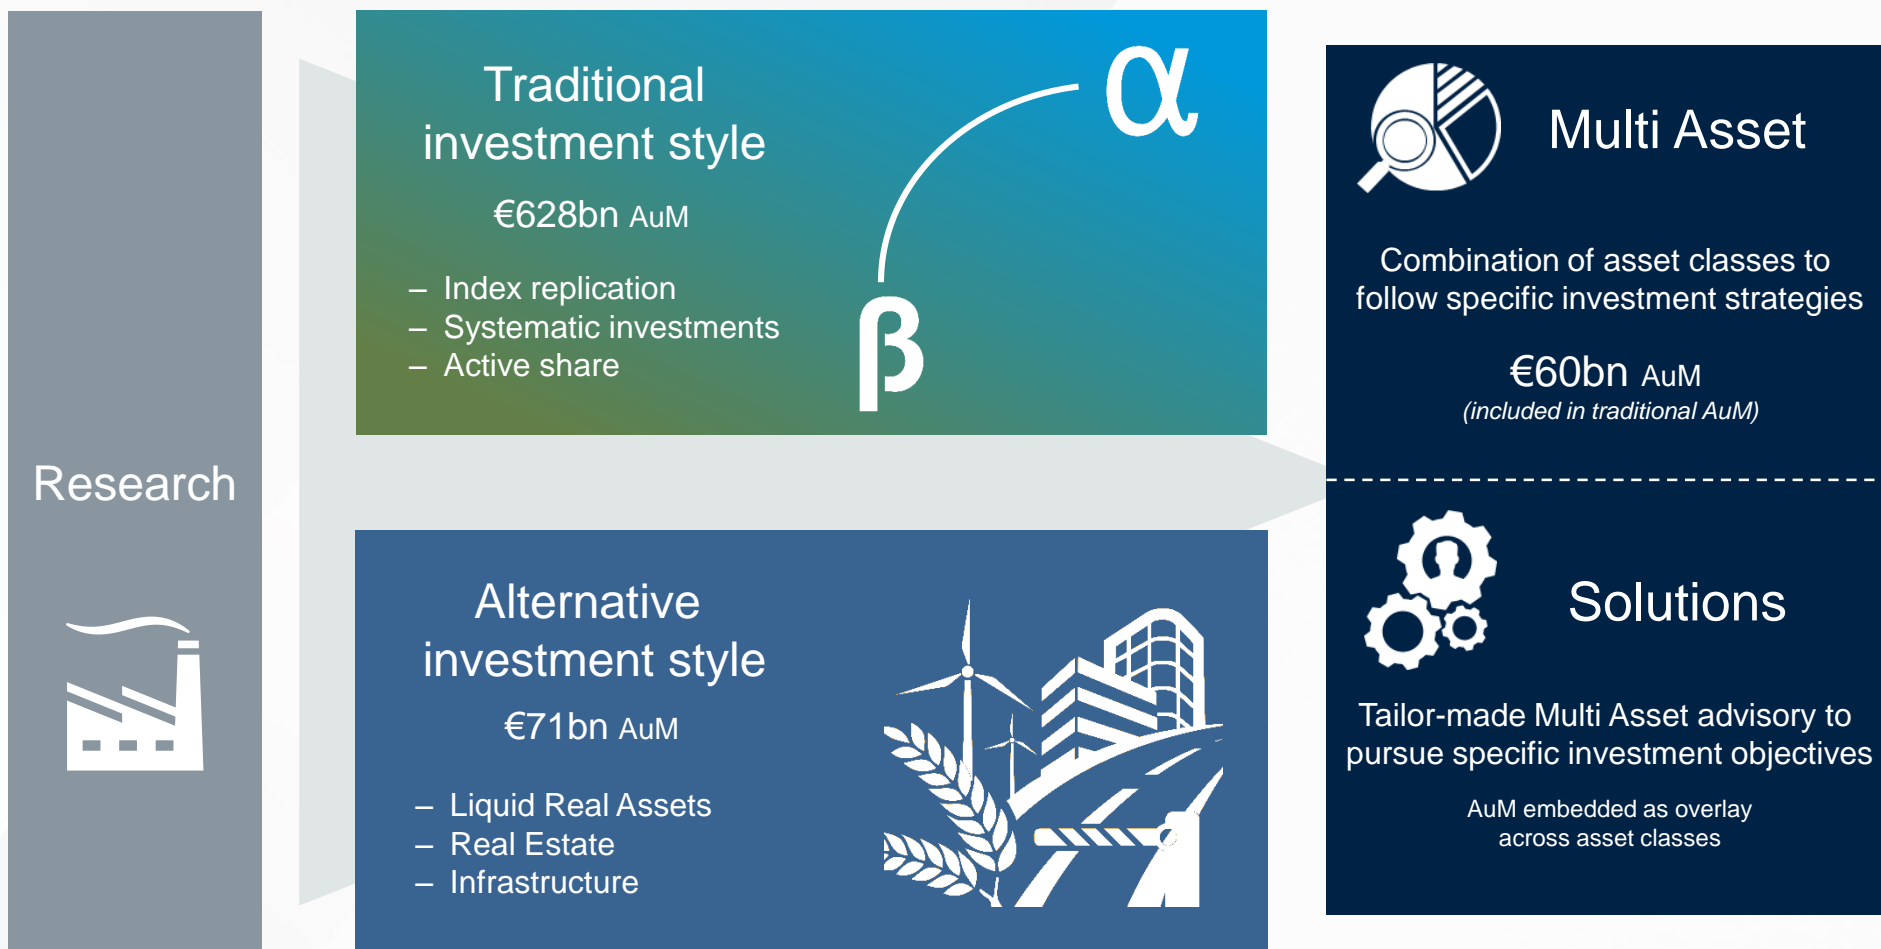 Research
Traditional
investment style
€628bn AuM
– Index replication
– Systematic investments
– Active share
α
β
Alternative
investment style
€71bn AuM
– Liquid Real Assets
– Real Estate
– Infrastructure
Multi Asset
Combination of asset classes to
follow specific investment strategies
€60bn AuM
(included in traditional AuM)
Solutions
Tailor-made Multi Asset advisory to
pursue specific investment objectives
AuM embedded as overlay
across asset classes